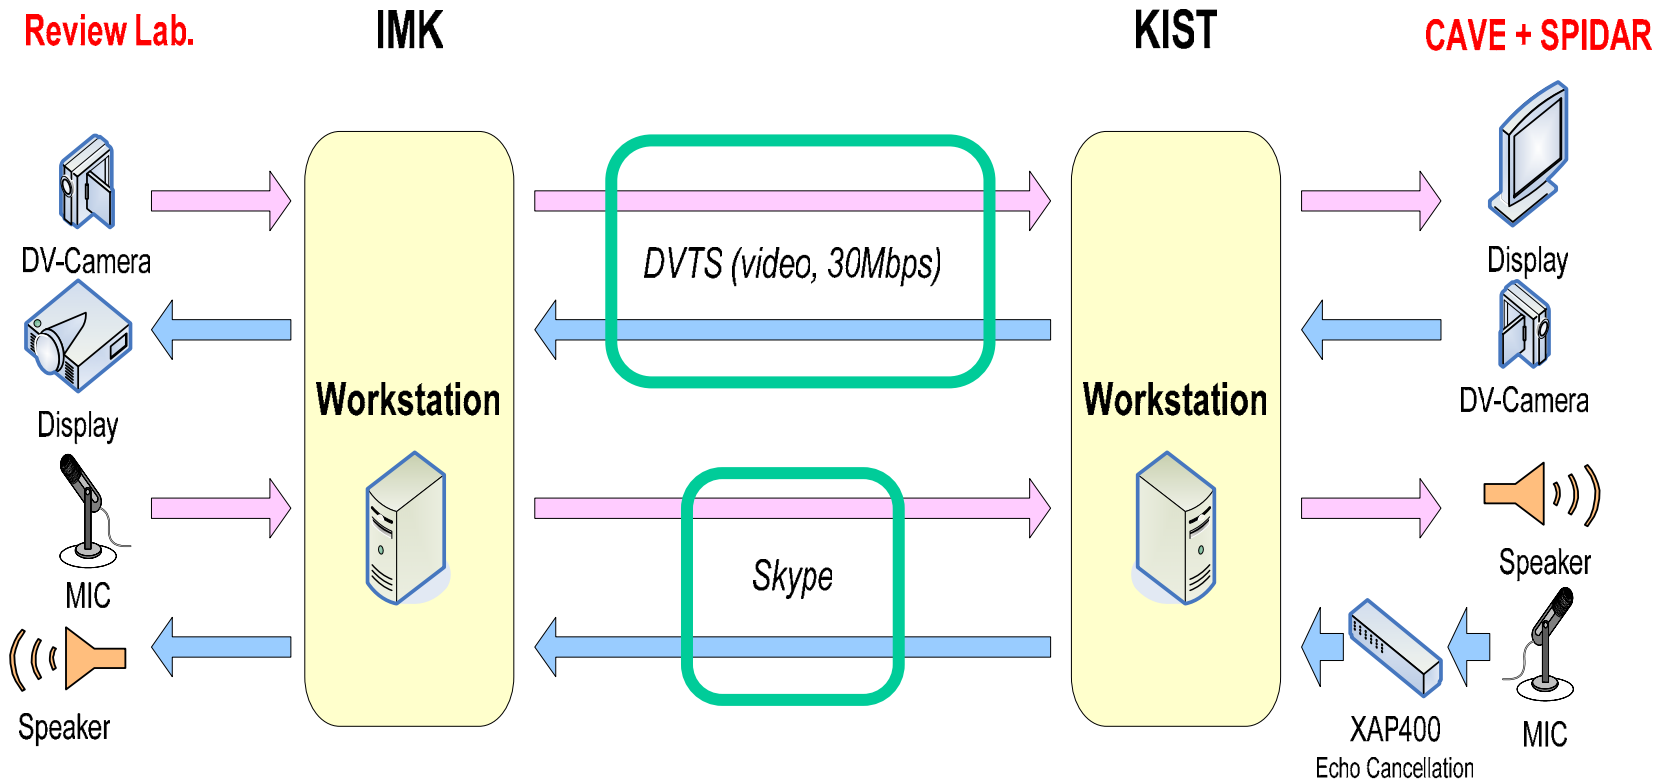 Review Lab.
IMK
KIST
CAVE + SPIDAR
DV-Camera
DVTS (video, 30Mbps)
Display
Workstation
Workstation
DV-Camera
Display
MIC
Skype
Speaker
Speaker
XAP400
MIC
Echo Cancellation